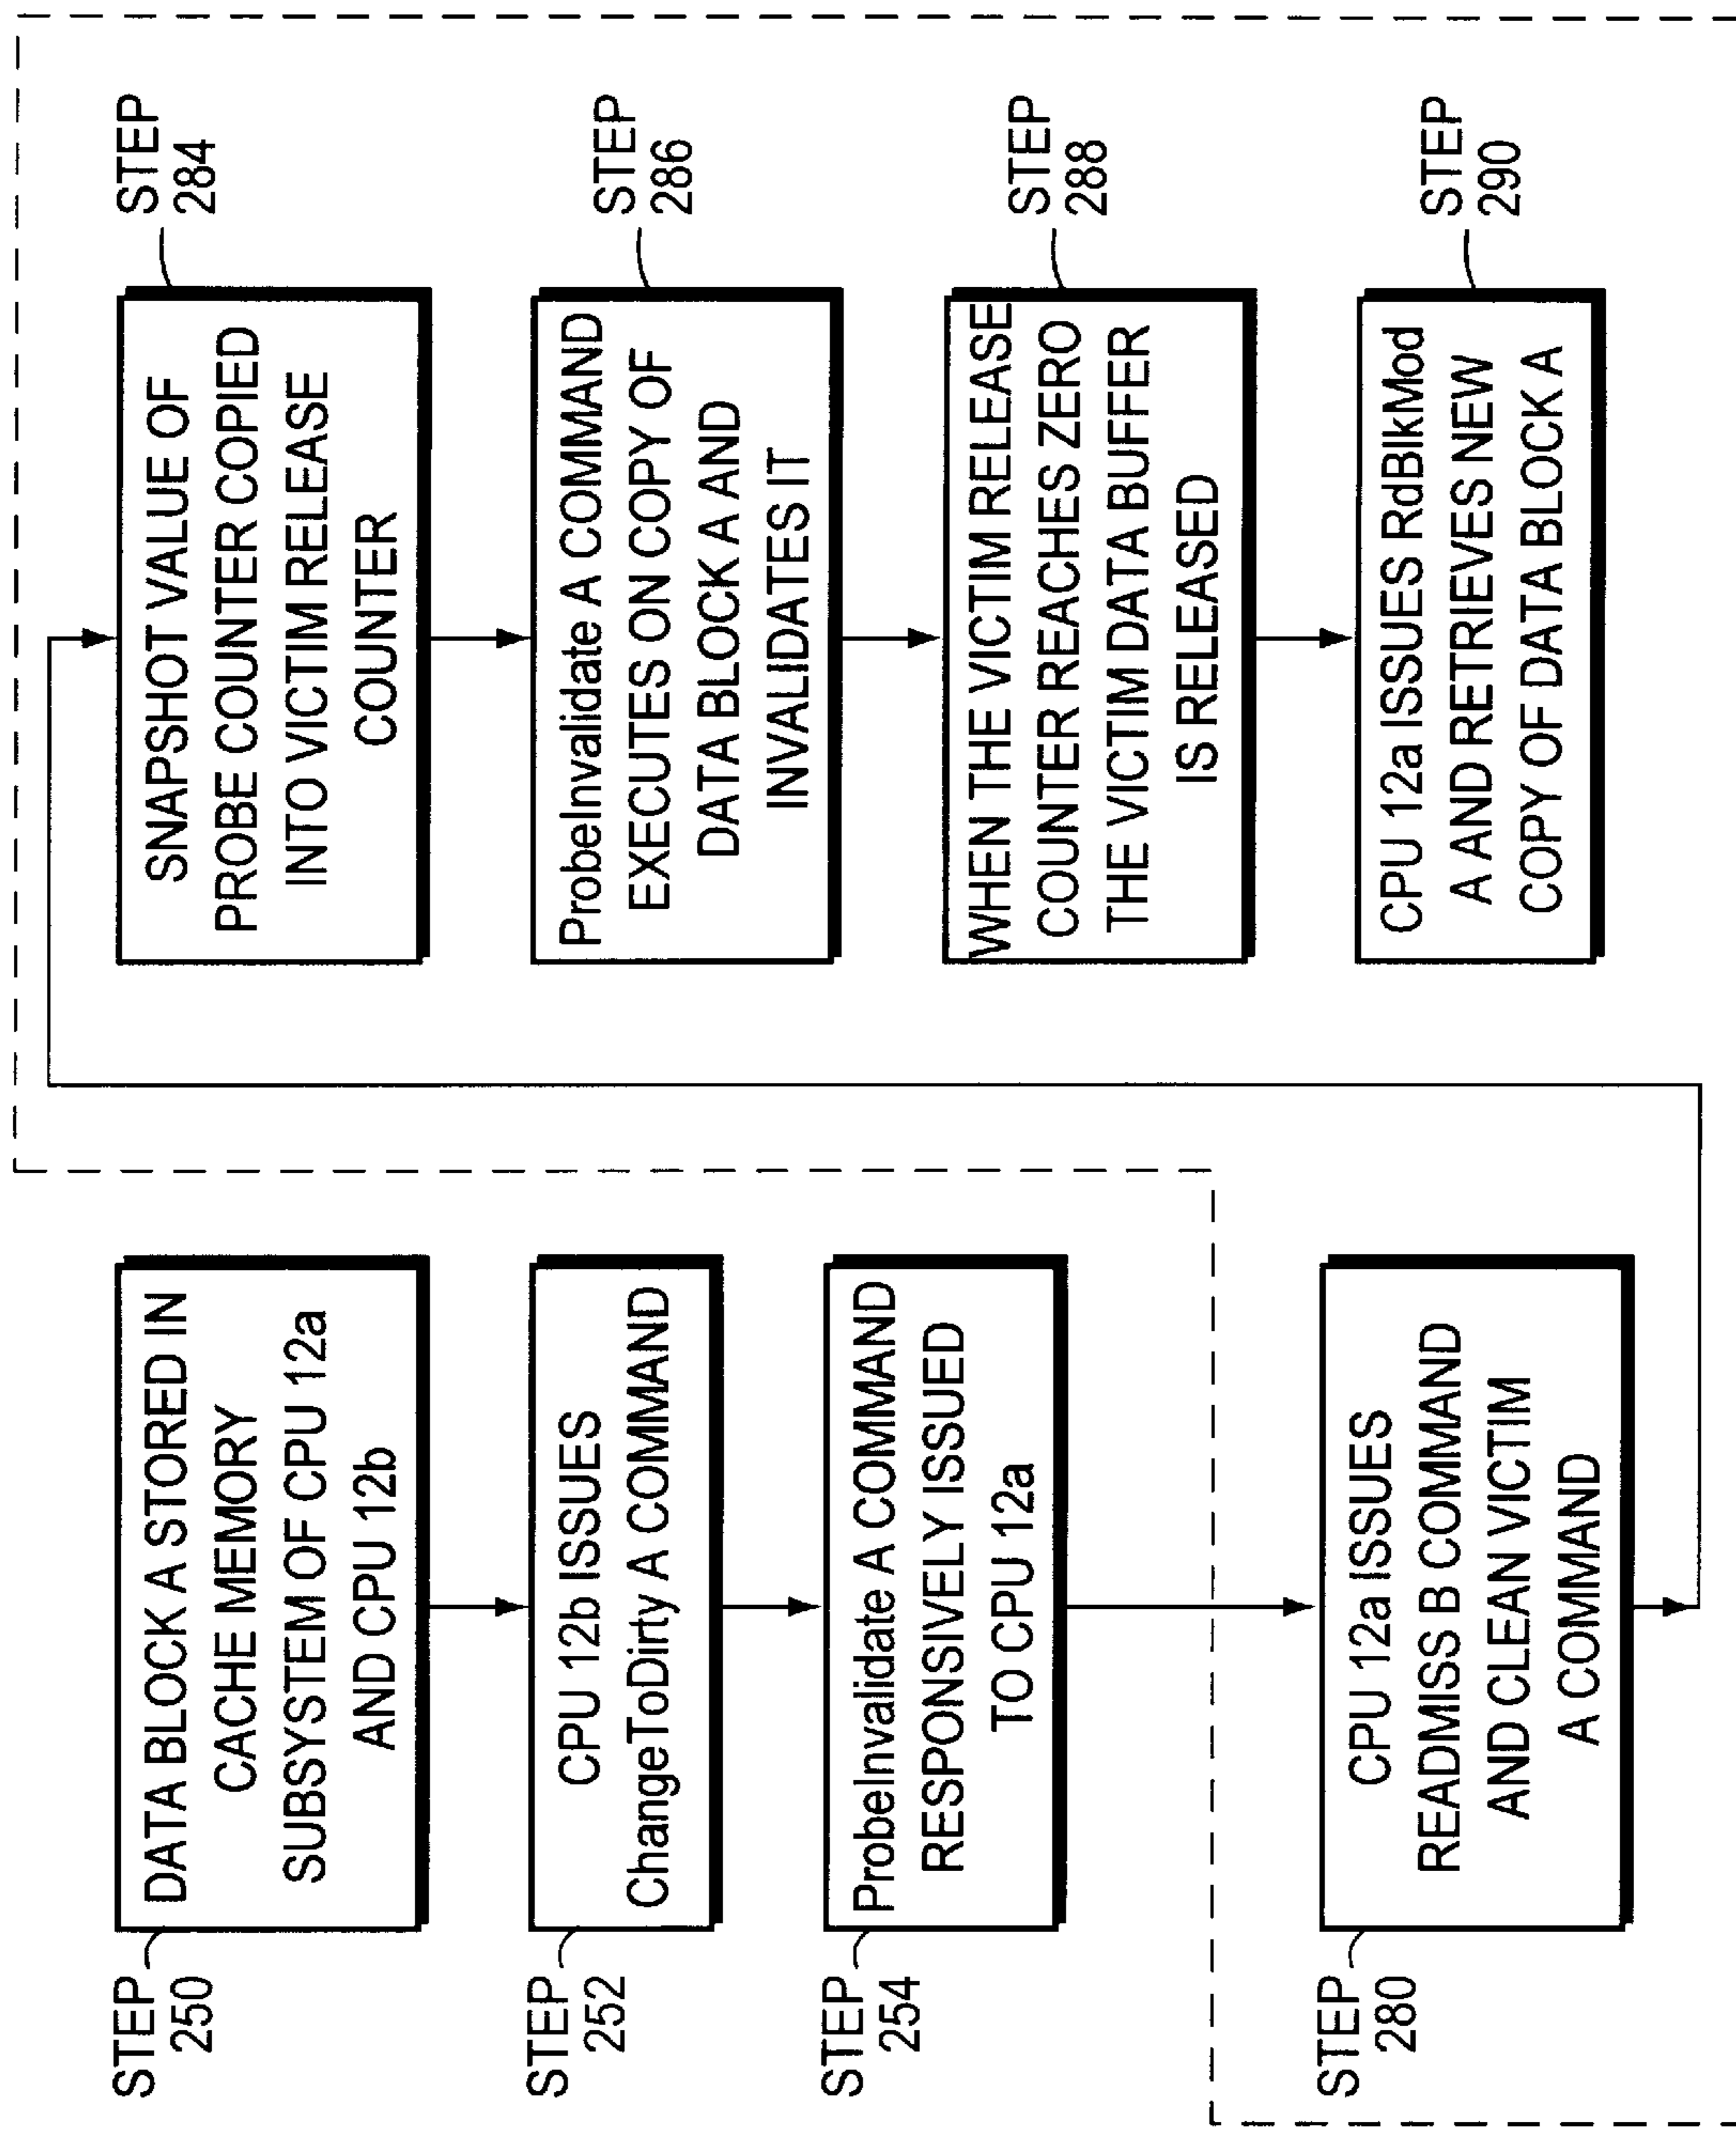 STEP
250
DATA BLOCK A STORED IN
CACHE MEMORY
SUBSYSTEM OF CPU 12a
AND CPU 12b
STEP
252
CPU 12b ISSUES
ChangeToDirty A COMMAND
STEP
254
ProbeInvalidate A COMMAND
RESPONSIVELY ISSUED
TO CPU 12a
STEP
280
CPU 12a ISSUES
READMISS B COMMAND
AND CLEAN VICTIM
A COMMAND
STEP
284
SNAPSHOT VALUE OF
PROBE COUNTER COPIED
INTO VICTIM RELEASE
COUNTER
STEP
286
ProbeInvalidate A COMMAND
EXECUTES ON COPY OF
DATA BLOCK A AND
INVALIDATES IT
STEP
288
WHEN THE VICTIM RELEASE
COUNTER REACHES ZERO
THE VICTIM DATA BUFFER
IS RELEASED
STEP
290
CPU 12a ISSUES RdBlkMod
A AND RETRIEVES NEW
COPY OF DATA BLOCK A